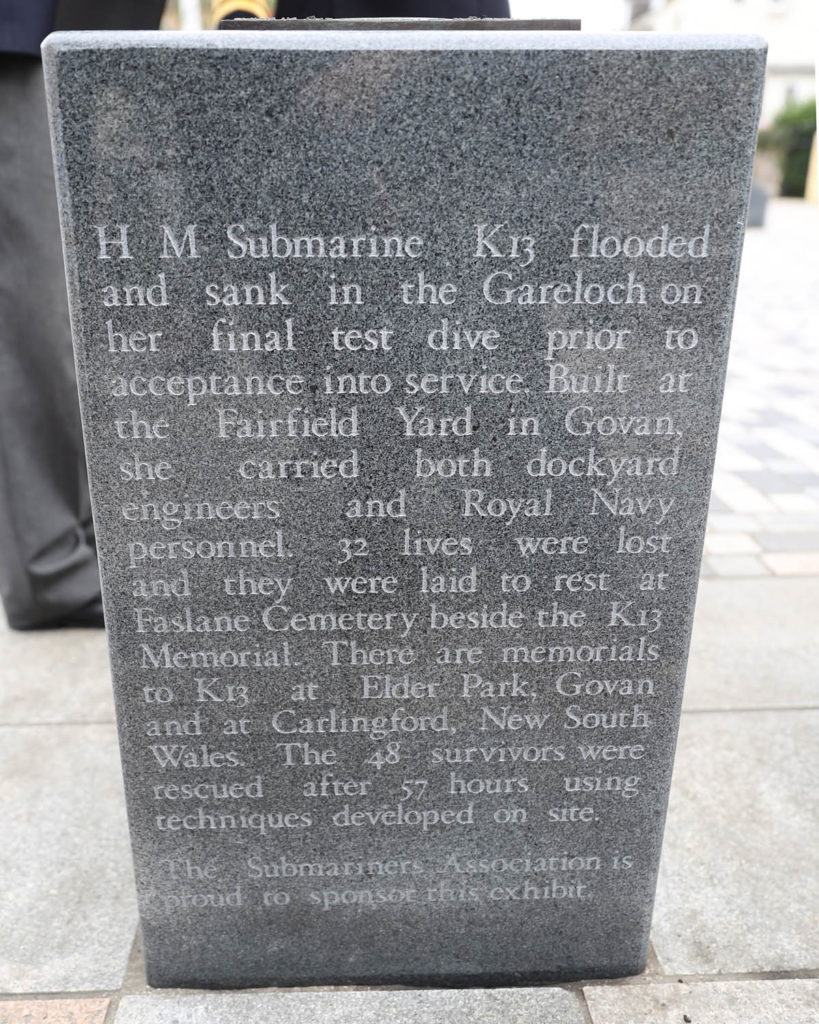 H M Submarine K13 flooded
and sank in the Gareloch on
her final test dive prior to
acceptance into service. Built at
the Fairfield Yard in Govan,
she carried both dockyard
engineers and Royal Navy
personnel. 32 lives were lost
and they were laid to rest at
Faslane Cemetery beside the K13
Memorial. There are memorials
to K13 at Elder Park, Govan
and at Carlingford, New South
Wales. The 48 survivors were
rescued after 57 hours using
techniques developed on site.
The Submariners Association is
proud to sponsor this exhibit.